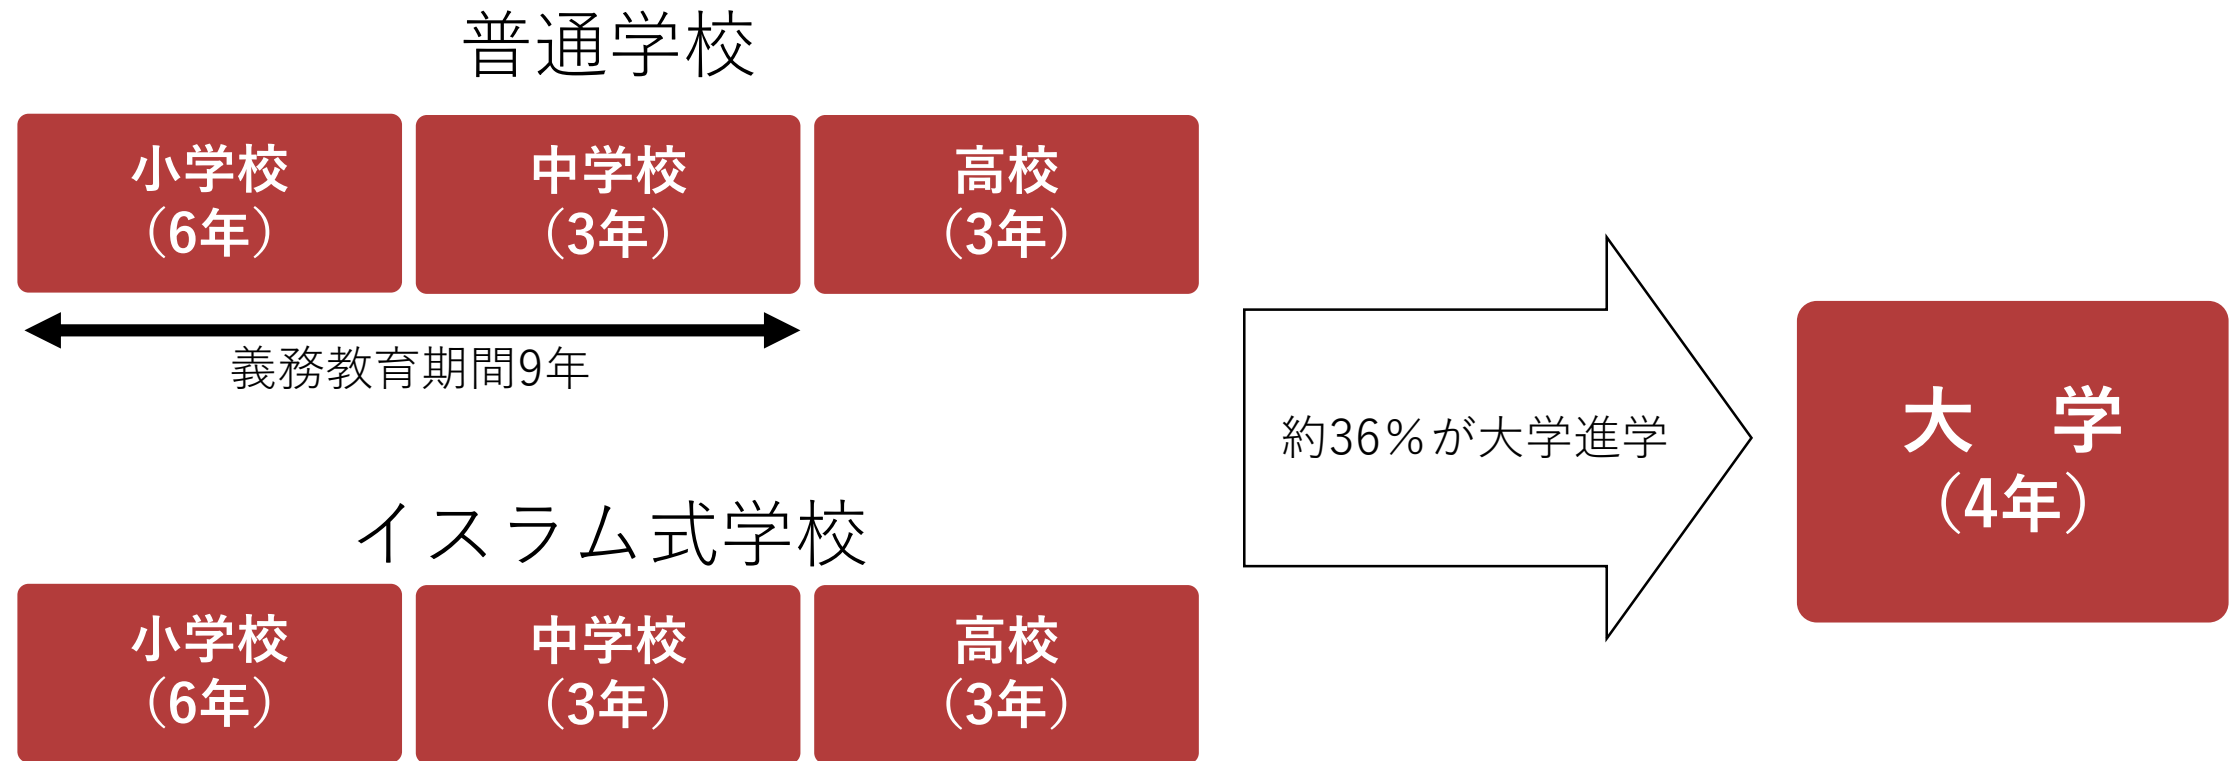 普通学校
小学校
（6年）
中学校
（3年）
高校
（3年）
義務教育期間9年
約36％が大学進学
大　学
（4年）
イスラム式学校
小学校
（6年）
中学校
（3年）
高校
（3年）